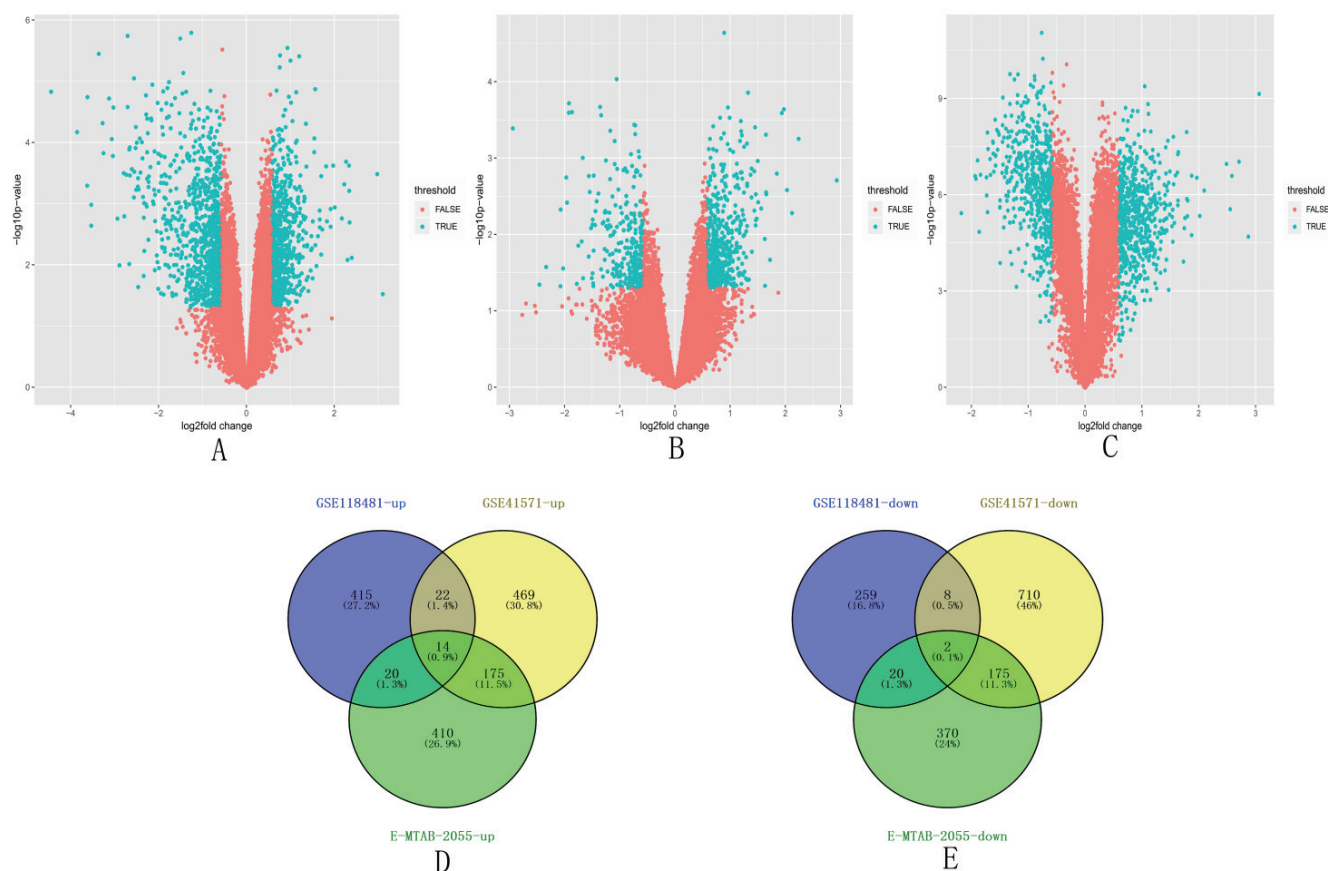 6
4
2
0
-log10p-value
-4
-2
0
2
log2fold change
threshold
FALSE
TRUE
A
4
3
2
1
0
-log10p-value
-3
-2
-1
0
1
2
3
log2fold change
threshold
FALSE
TRUE
B
9
6
3
0
-log10p-value
-2
-1
0
1
2
3
log2fold change
threshold
FALSE
TRUE
C
GSE118481-up
GSE41571-up
415
(27.2%)
22
(1.4%)
469
(30.8%)
14
(0.9%)
20
(1.3%)
175
(11.5%)
410
(26.9%)
E-MTAB-2055-up
D
GSE118481-down
GSE41571-down
259
(16.8%)
8
(0.5%)
710
(46%)
2
(0.1%)
20
(1.3%)
175
(11.3%)
370
(24%)
E-MTAB-2055-down
E